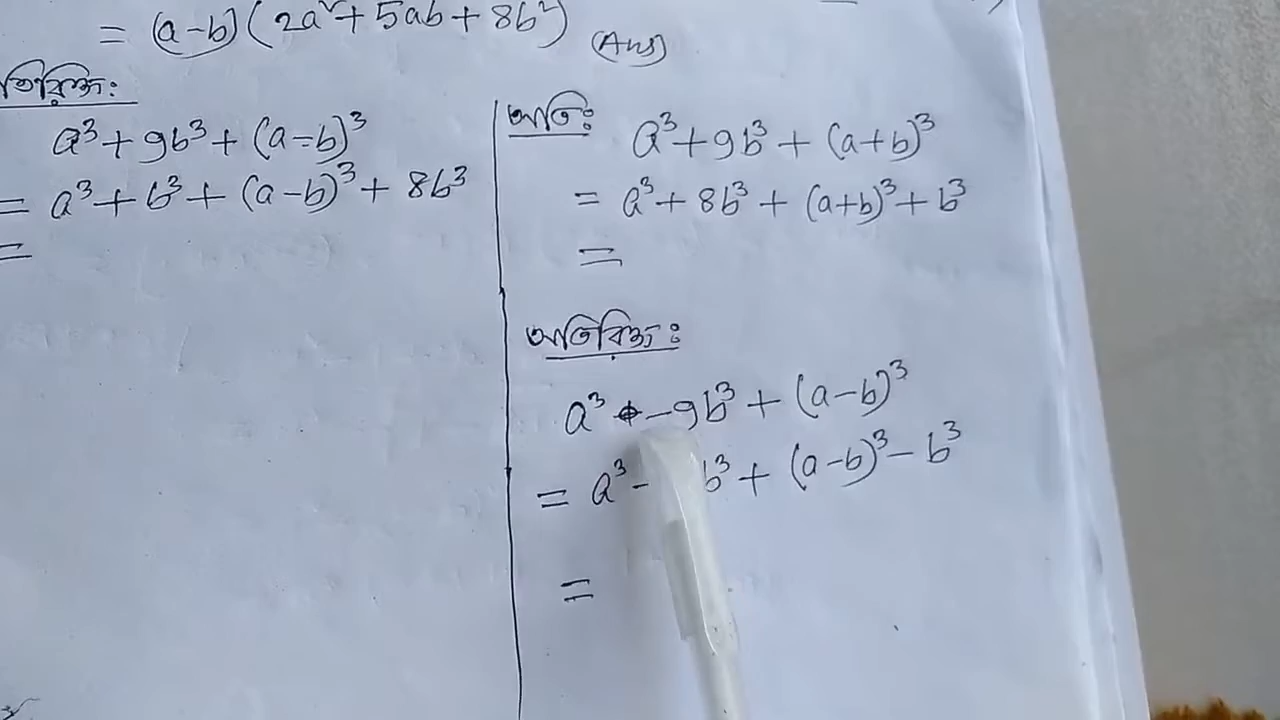 = (a-b)(2a²+5ab+8b²) (Ans)
তিরিক্ত:
a³+9b³+(a-b)³
= a³+b³+(a-b)³+8b³
=
অতি:
a³+9b³+(a+b)³
= a³+8b³+(a+b)³+b³
=
অতিরিক্ত:
a³-9b³+(a-b)³
= a³- b³+(a-b)³-b³
=